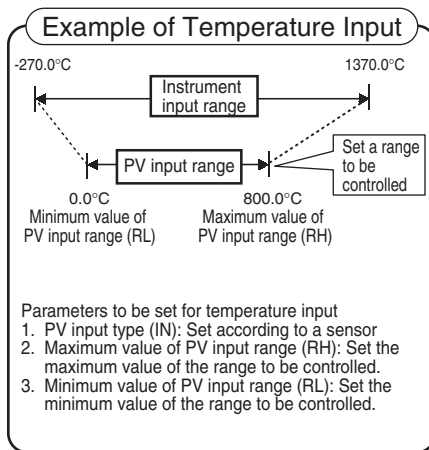 Example of Temperature Input
-270.0°C 1370.0°C
Instrument
input range
PV input range
Set a range
to be
controlled
0.0°C 800.0°C
Minimum value of Maximum value of
PV input range (RL) PV input range (RH)
Parameters to be set for temperature input
1. PV input type (IN): Set according to a sensor
2. Maximum value of PV input range (RH): Set the
maximum value of the range to be controlled.
3. Minimum value of PV input range (RL): Set the
minimum value of the range to be controlled.